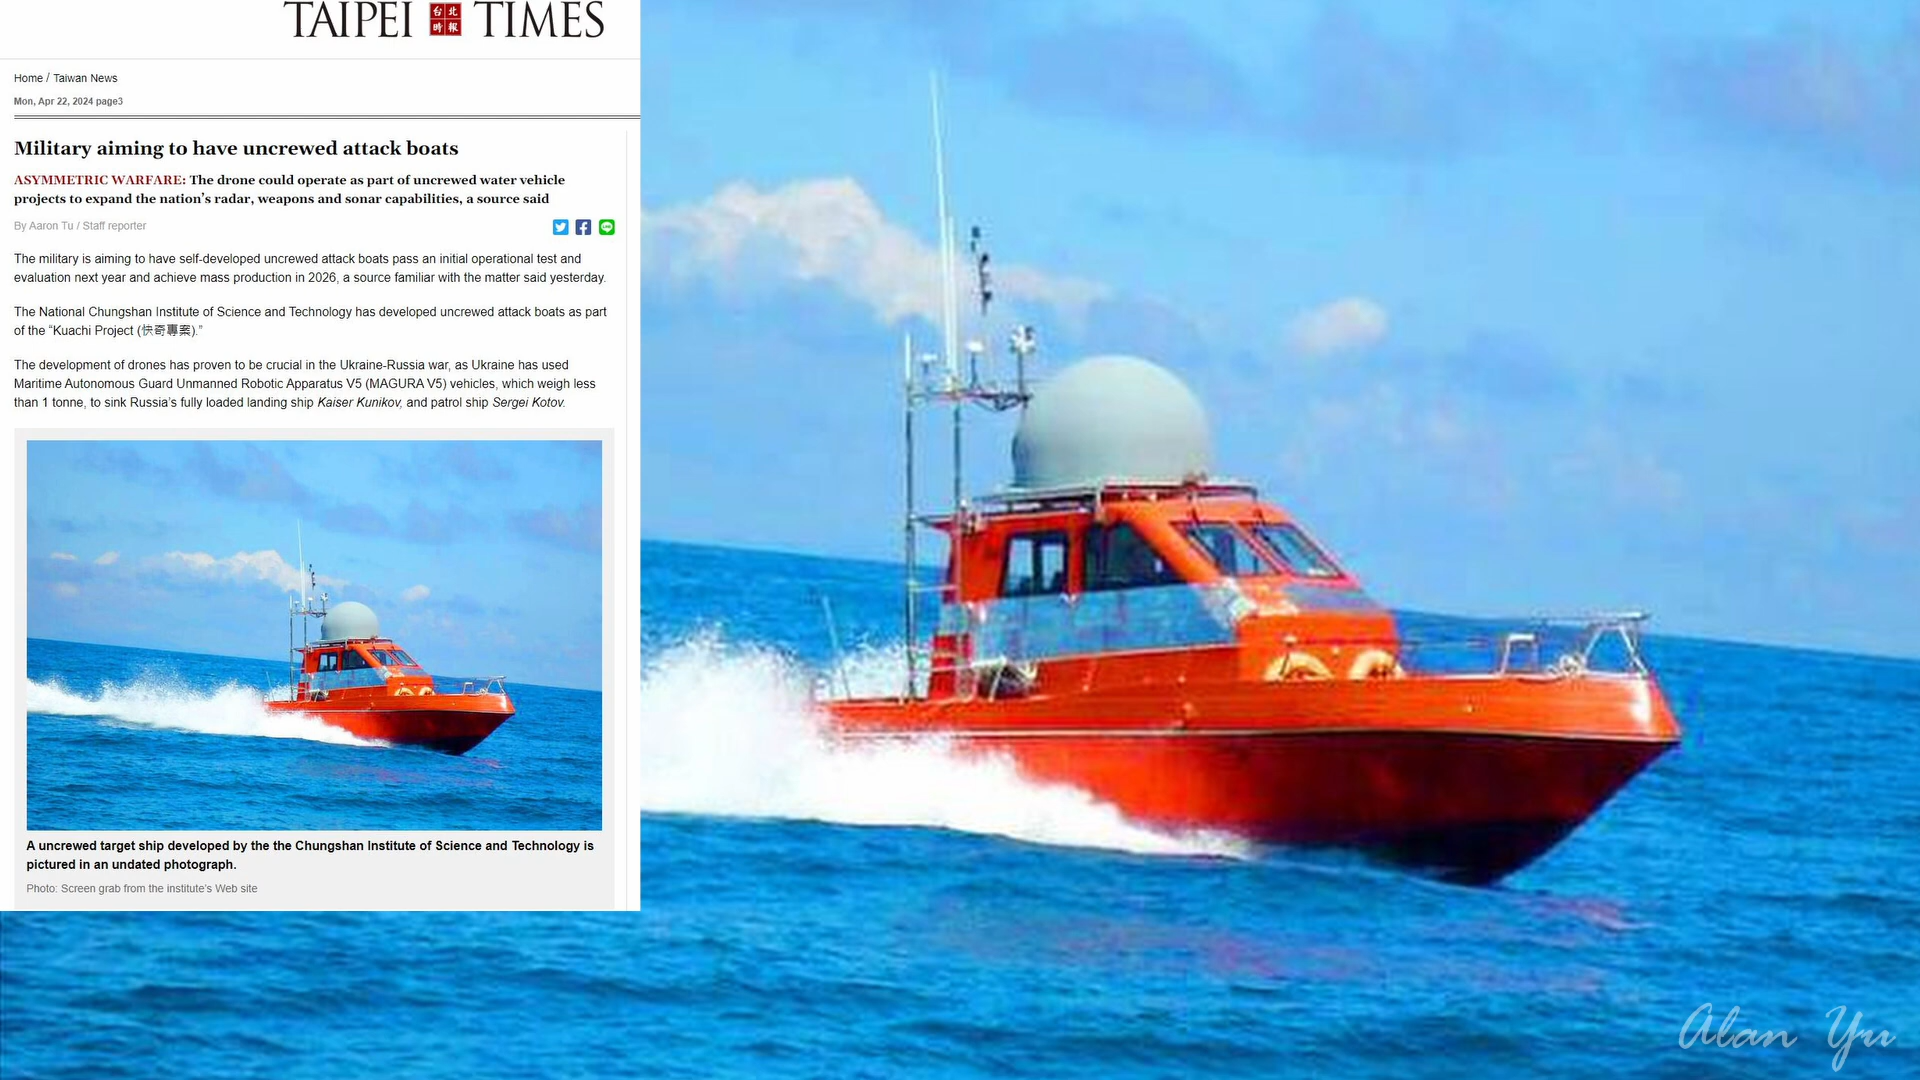 TAIPEI 台北時報 TIMES
Home / Taiwan News
Mon, Apr 22, 2024 page3
Military aiming to have uncrewed attack boats
ASYMMETRIC WARFARE: The drone could operate as part of uncrewed water vehicle
projects to expand the nation's radar, weapons and sonar capabilities, a source said
By Aaron Tu / Staff reporter
The military is aiming to have self-developed uncrewed attack boats pass an initial operational test and
evaluation next year and achieve mass production in 2026, a source familiar with the matter said yesterday.
The National Chungshan Institute of Science and Technology has developed uncrewed attack boats as part
of the “Kuachi Project (快奇專案).”
The development of drones has proven to be crucial in the Ukraine-Russia war, as Ukraine has used
Maritime Autonomous Guard Unmanned Robotic Apparatus V5 (MAGURA V5) vehicles, which weigh less
than 1 tonne, to sink Russia's fully loaded landing ship Kaiser Kunikov, and patrol ship Sergei Kotov.
A uncrewed target ship developed by the the Chungshan Institute of Science and Technology is
pictured in an undated photograph.
Photo: Screen grab from the institute's Web site
Alan Yu